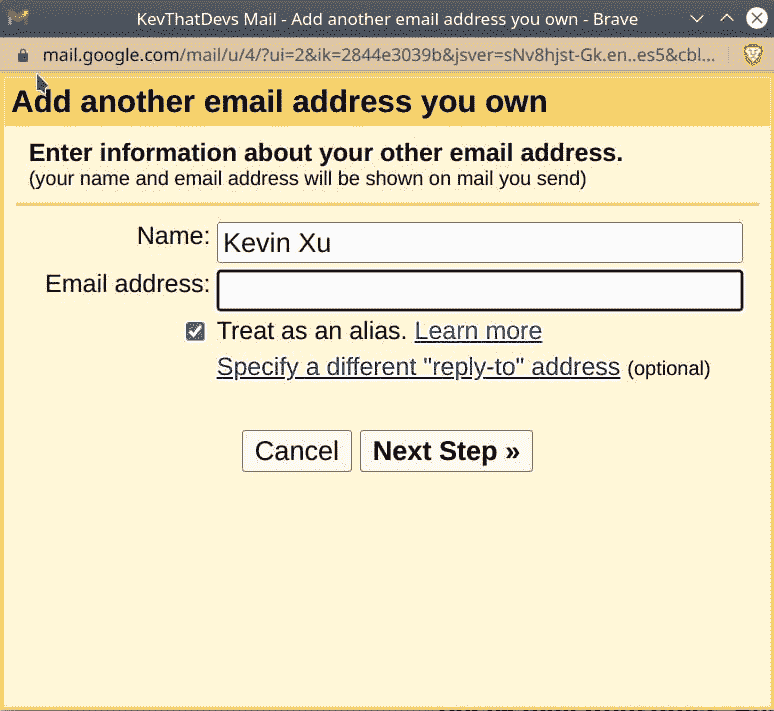 KevThatDevs Mail - Add another email address you own - Brave
mail.google.com/mail/u/4/?ui=2&ik=2844e3039b&jsver=sNv8hjst-Gk.en..es5&cbl...
Add another email address you own
Enter information about your other email address.
(your name and email address will be shown on mail you send)
Name: Kevin Xu
Email address:
Treat as an alias. Learn more
Specify a different "reply-to" address (optional)
Cancel Next Step »